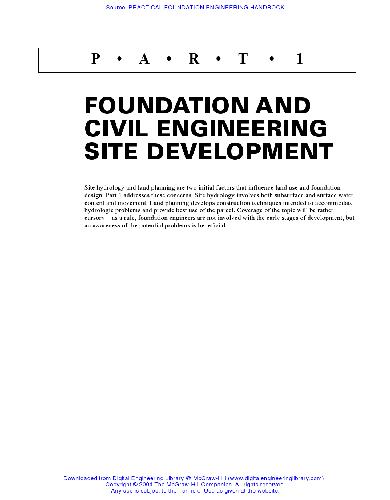 Source: PRACTICAL FOUNDATION ENGINEERING HANDBOOK
P • A • R • T • 1
FOUNDATION AND
CIVIL ENGINEERING
SITE DEVELOPMENT
Site hydrology and land planning are two initial factors that influence land use and foundation
design. Part 1 addresses these concerns. Site hydrology involves both subsurface and surface water
content and movement. Land planning develops construction techniques intended to accommodate
hydrologic problems and provide best use of the parcel. Coverage of the topic will be rather
cursory as a rule, foundation engineers are not involved with the early stages of development, but
an awareness of the potential problems is beneficial.
Downloaded from Digital Engineering Library @ McGraw-Hill (www.digitalengineeringlibrary.com)
Copyright © 2004 The McGraw-Hill Companies. All rights reserved.
Any use is subject to the Terms of Use as given at the website.